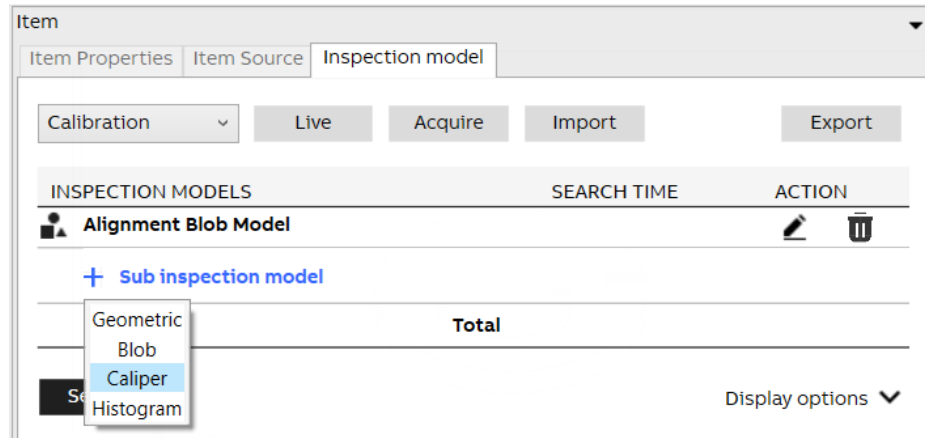 Item
Item Properties Item Source Inspection model
Calibration Live Acquire Import Export
INSPECTION MODELS SEARCH TIME ACTION
Alignment Blob Model
+ Sub inspection model
Geometric
Total
Blob
Caliper
Display options
Histogram